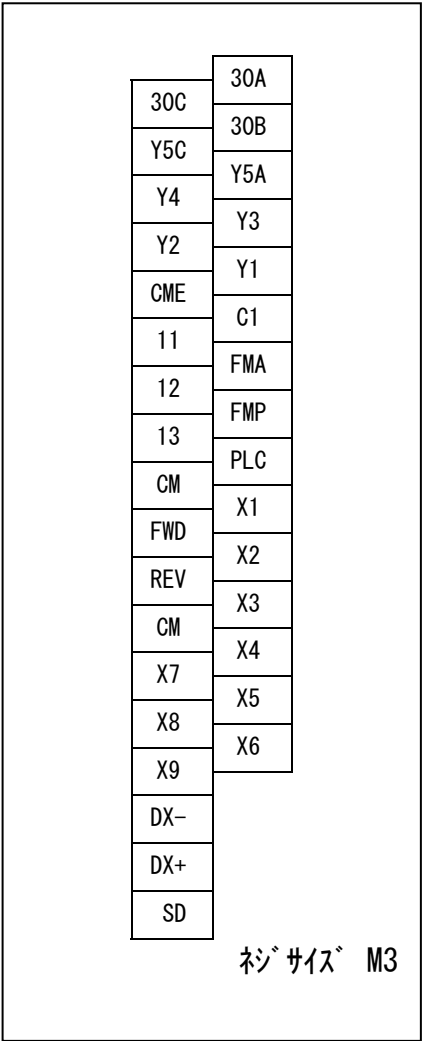 30A
30C
30B
Y5C
Y5A
Y4
Y3
Y2
Y1
CME
C1
11
FMA
12
FMP
13
PLC
CM
X1
FWD
X2
REV
X3
CM
X4
X7
X5
X8
X6
X9
DX-
DX+
SD
ﾈｼﾞｻｲｽﾞ M3